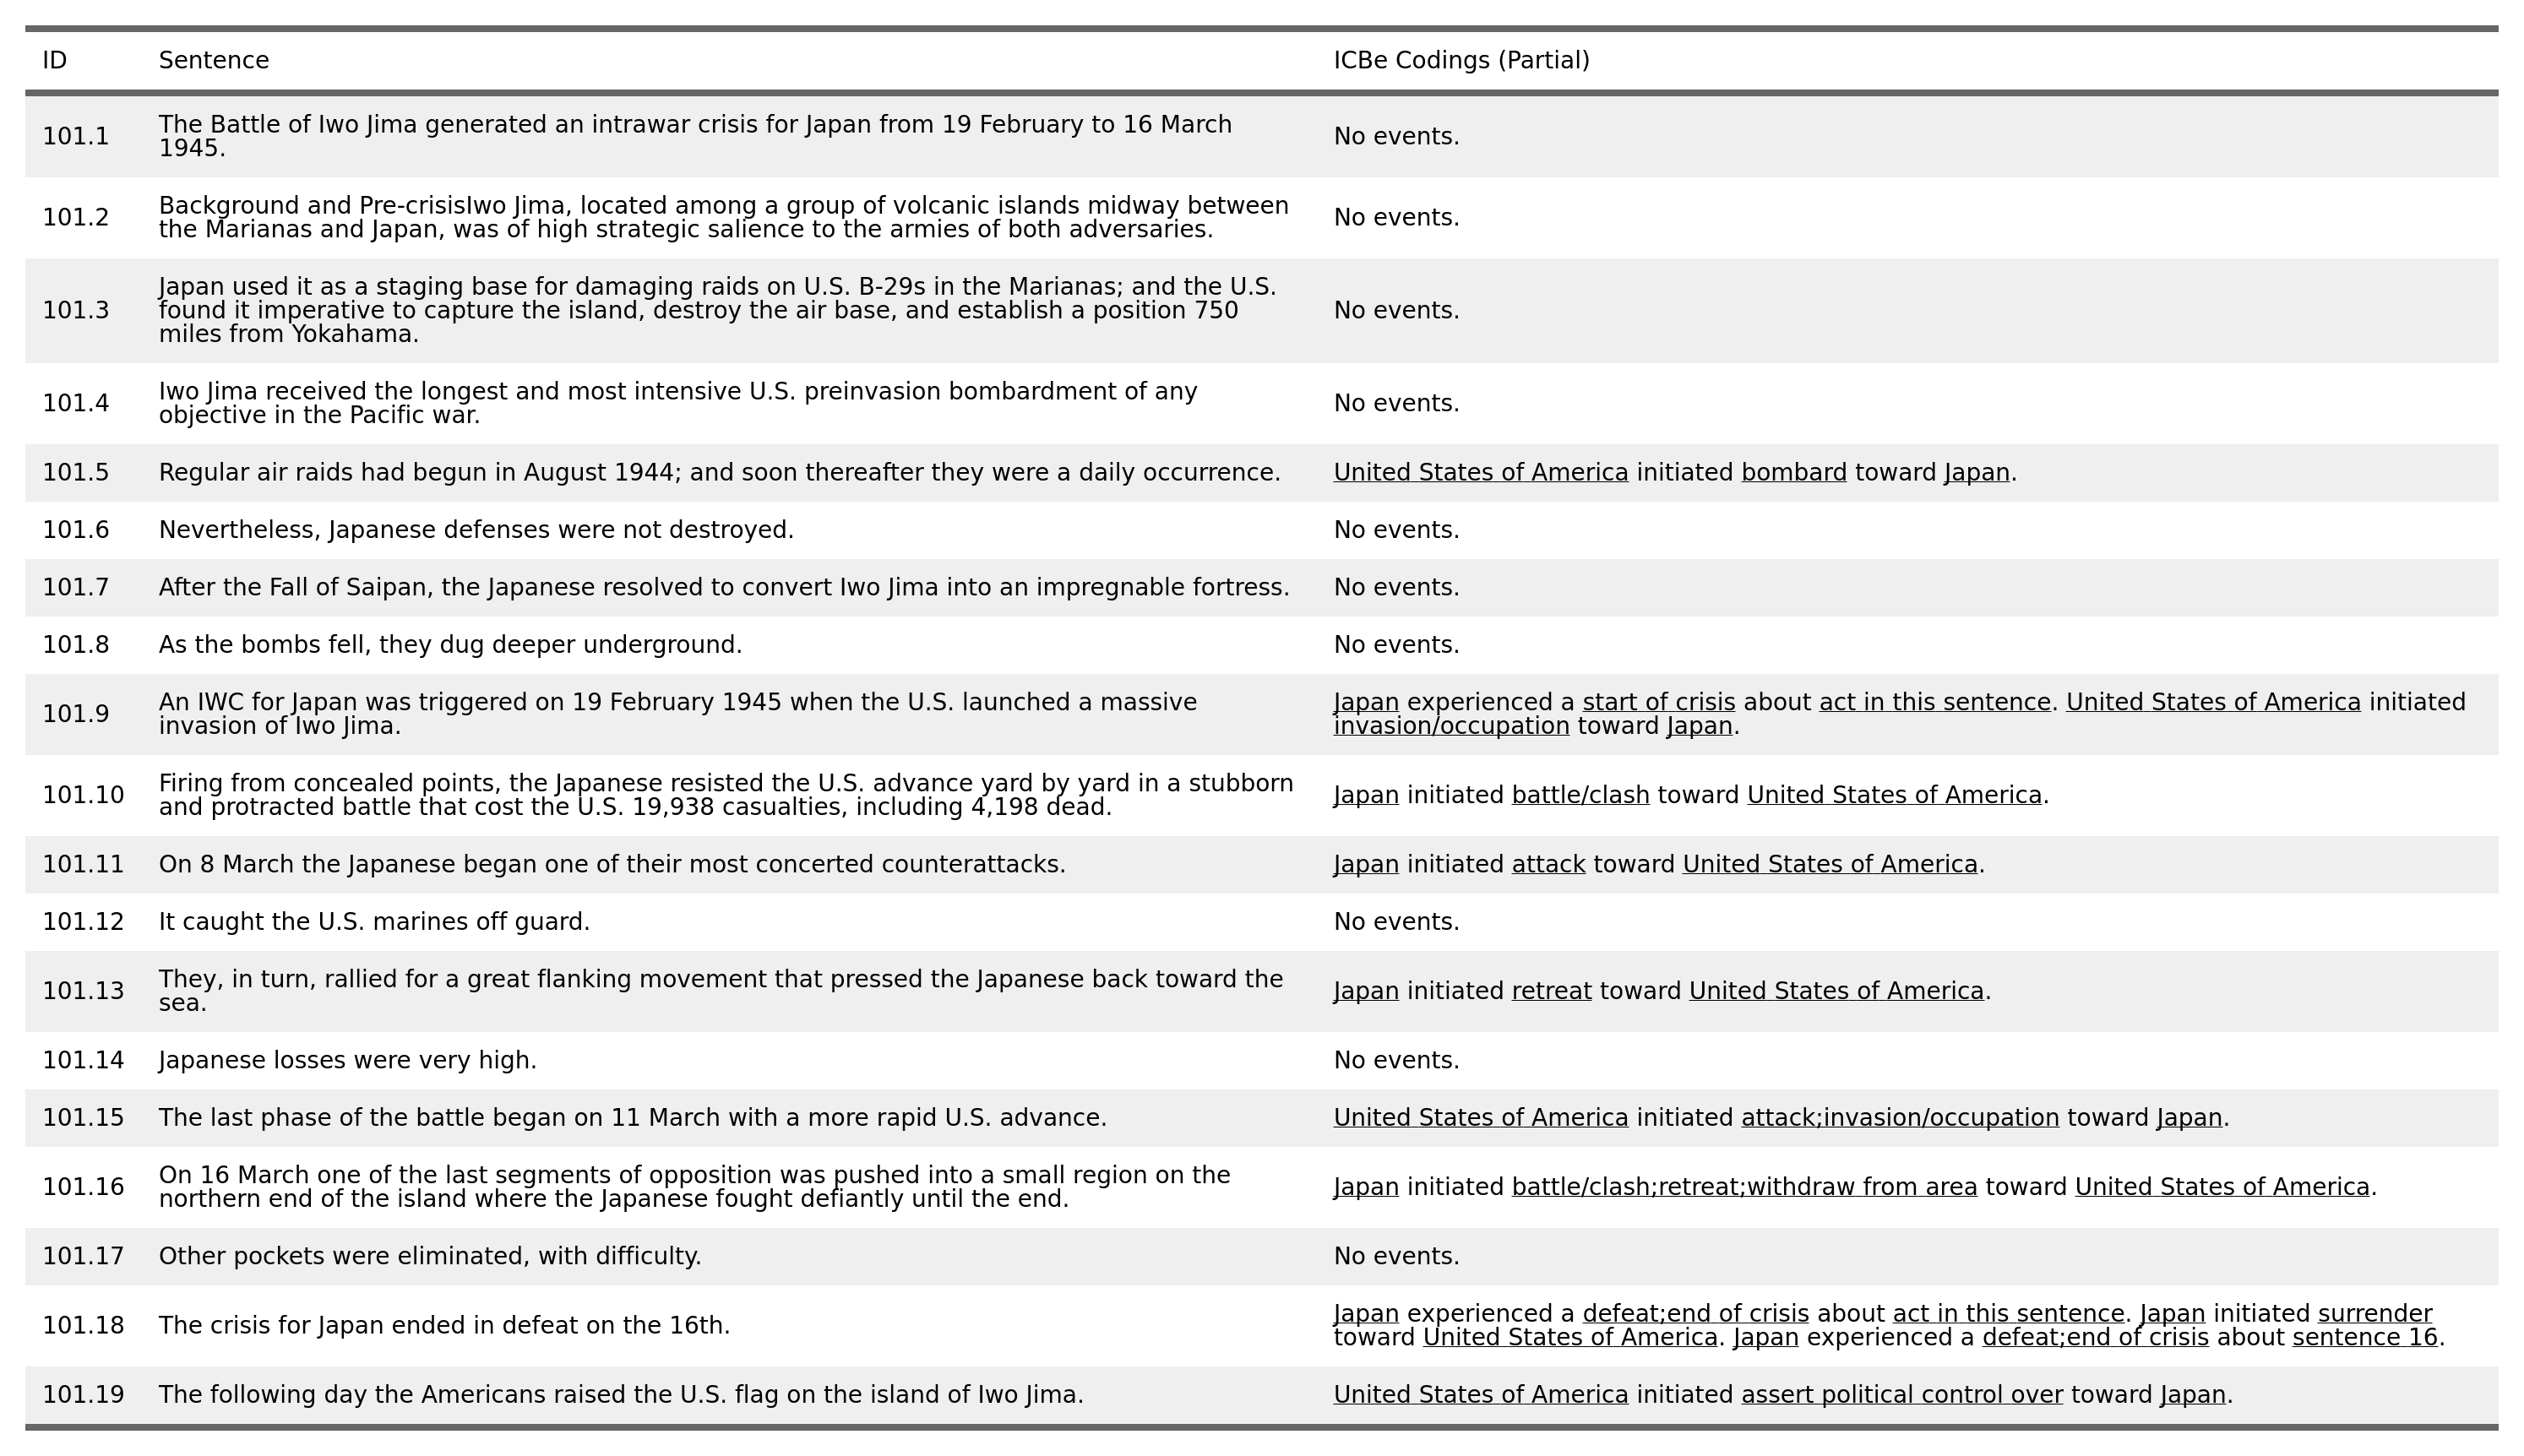 ID Sentence ICBe Codings (Partial)
101.1 The Battle of Iwo Jima generated an intrawar crisis for Japan from 19 February to 16 March
1945. No events.
101.2 Background and Pre-crisisIwo Jima, located among a group of volcanic islands midway between
the Marianas and Japan, was of high strategic salience to the armies of both adversaries. No events.
101.3 Japan used it as a staging base for damaging raids on U.S. B-29s in the Marianas; and the U.S.
found it imperative to capture the island, destroy the air base, and establish a position 750
miles from Yokahama. No events.
101.4 Iwo Jima received the longest and most intensive U.S. preinvasion bombardment of any
objective in the Pacific war. No events.
101.5 Regular air raids had begun in August 1944; and soon thereafter they were a daily occurrence. United States of America initiated bombard toward Japan.
101.6 Nevertheless, Japanese defenses were not destroyed. No events.
101.7 After the Fall of Saipan, the Japanese resolved to convert Iwo Jima into an impregnable fortress. No events.
101.8 As the bombs fell, they dug deeper underground. No events.
101.9 An IWC for Japan was triggered on 19 February 1945 when the U.S. launched a massive
invasion of Iwo Jima. Japan experienced a start of crisis about act in this sentence. United States of America initiated
invasion/occupation toward Japan.
101.10 Firing from concealed points, the Japanese resisted the U.S. advance yard by yard in a stubborn
and protracted battle that cost the U.S. 19,938 casualties, including 4,198 dead. Japan initiated battle/clash toward United States of America.
101.11 On 8 March the Japanese began one of their most concerted counterattacks. Japan initiated attack toward United States of America.
101.12 It caught the U.S. marines off guard. No events.
101.13 They, in turn, rallied for a great flanking movement that pressed the Japanese back toward the
sea. Japan initiated retreat toward United States of America.
101.14 Japanese losses were very high. No events.
101.15 The last phase of the battle began on 11 March with a more rapid U.S. advance. United States of America initiated attack;invasion/occupation toward Japan.
101.16 On 16 March one of the last segments of opposition was pushed into a small region on the
northern end of the island where the Japanese fought defiantly until the end. Japan initiated battle/clash;retreat;withdraw from area toward United States of America.
101.17 Other pockets were eliminated, with difficulty. No events.
101.18 The crisis for Japan ended in defeat on the 16th. Japan experienced a defeat;end of crisis about act in this sentence. Japan initiated surrender
toward United States of America. Japan experienced a defeat;end of crisis about sentence 16.
101.19 The following day the Americans raised the U.S. flag on the island of Iwo Jima. United States of America initiated assert political control over toward Japan.